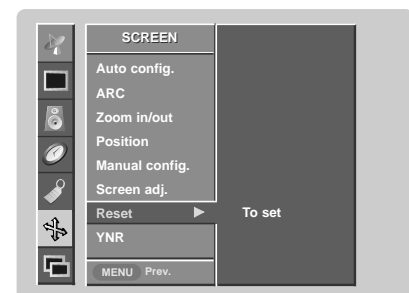 SCREEN
Auto config.
ARC
Zoom in/out
Position
Manual config.
Screen adj.
Reset ▶ To set
YNR
MENU Prev.